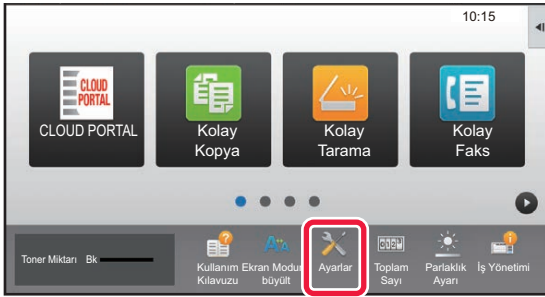 10:15
CLOUD
PORTAL
CLOUD PORTAL
Kolay
Kopya
Kolay
Tarama
Kolay
Faks
Toner Miktarı Bk
Kullanım
Kılavuzu
Ekran Modun
büyült
Ayarlar
Toplam
Sayı
Parlaklık
Ayarı
İş Yönetimi